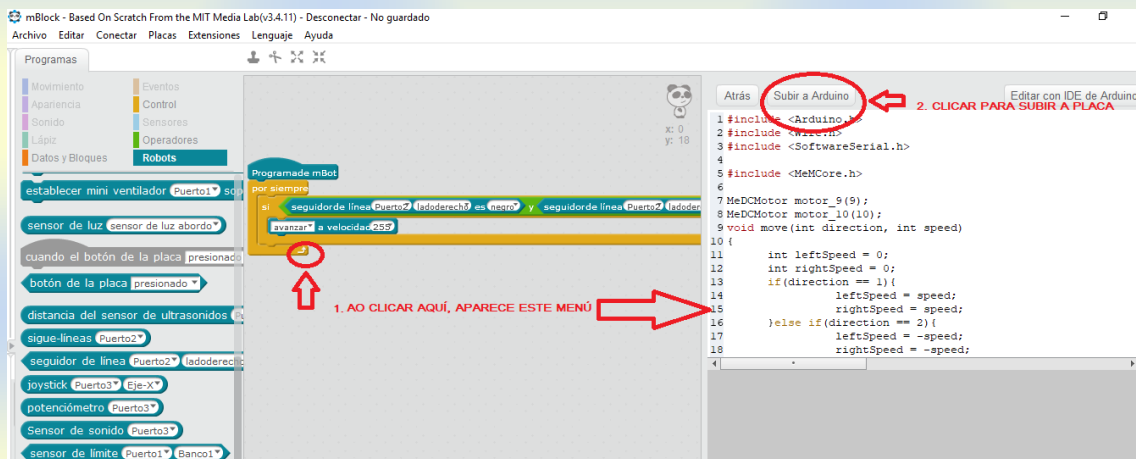 mBlock - Based On Scratch From the MIT Media Lab(v3.4.11) - Desconectar - No guardado
Archivo Editar Conectar Placas Extensiones Lenguaje Ayuda
Programas
Movimiento Eventos
Apariencia Control
Sonido Sensores
Lápiz Operadores
Datos y Bloques Robots
establecer mini ventilador Puerto1
sensor de luz sensor de luz abordo
cuando el botón de la placa presionado
botón de la placa presionado
distancia del sensor de ultrasonidos
sigue-líneas Puerto2
seguidor de línea Puerto2 ladoderecho
joystick Puerto3 Eje-X
potenciómetro Puerto3
Sensor de sonido Puerto3
sensor de límite Puerto1 Banco1
x: 0
y: 18
Programade mBot
por siempre
si seguidorde línea Puerto2 ladoderecho es negro y seguidorde línea Puerto2
avanzar a velocidad 255
1. AO CLICAR AQUÍ, APARECE ESTE MENÚ
Atrás Subir a Arduino Editar con IDE de Arduino
2. CLICAR PARA SUBIR A PLACA
1 #include <Arduino.h>
2 #include <Wire.h>
3 #include <SoftwareSerial.h>
4
5 #include <MeMCore.h>
6
7 MeDCMotor motor_9(9);
8 MeDCMotor motor_10(10);
9 void move(int direction, int speed)
10 {
11 int leftSpeed = 0;
12 int rightSpeed = 0;
13 if(direction == 1){
14 leftSpeed = speed;
15 rightSpeed = speed;
16 }else if(direction == 2){
17 leftSpeed = -speed;
18 rightSpeed = -speed;